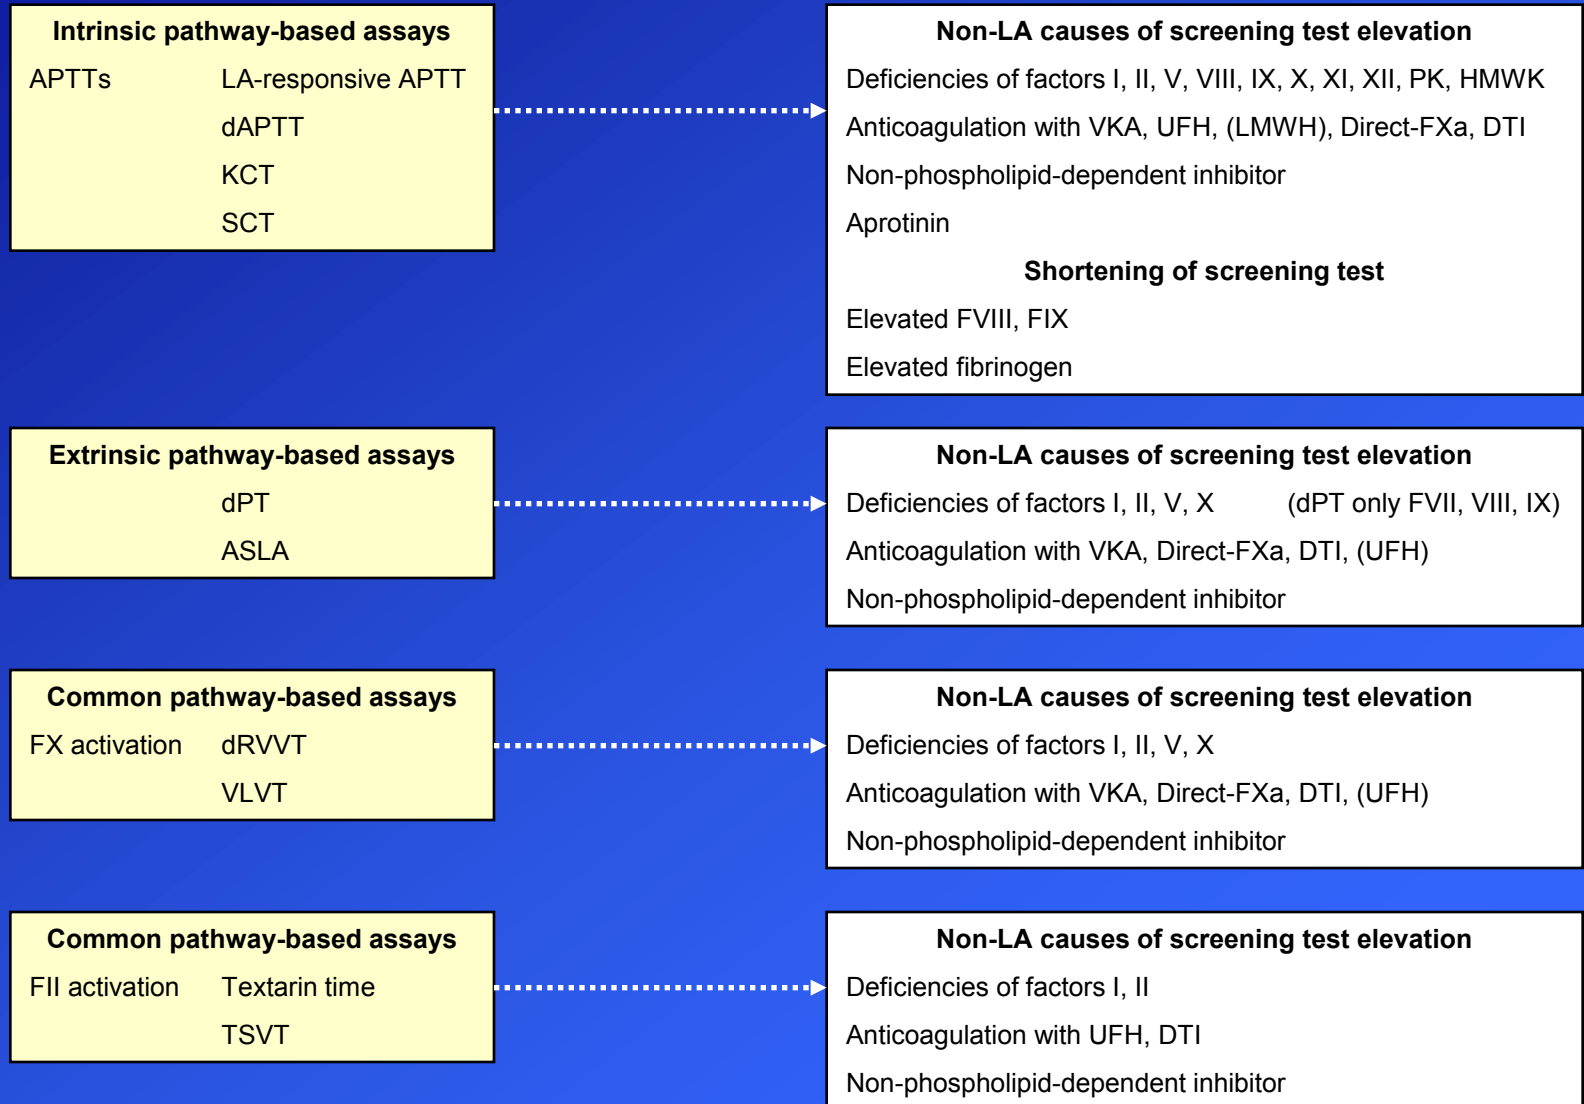 Intrinsic pathway-based assays
APTTs LA-responsive APTT
dAPTT
KCT
SCT
Non-LA causes of screening test elevation
Deficiencies of factors I, II, V, VIII, IX, X, XI, XII, PK, HMWK
Anticoagulation with VKA, UFH, (LMWH), Direct-FXa, DTI
Non-phospholipid-dependent inhibitor
Aprotinin
Shortening of screening test
Elevated FVIII, FIX
Elevated fibrinogen
Extrinsic pathway-based assays
dPT
ASLA
Non-LA causes of screening test elevation
Deficiencies of factors I, II, V, X (dPT only FVII, VIII, IX)
Anticoagulation with VKA, Direct-FXa, DTI, (UFH)
Non-phospholipid-dependent inhibitor
Common pathway-based assays
FX activation dRVVT
VLVT
Non-LA causes of screening test elevation
Deficiencies of factors I, II, V, X
Anticoagulation with VKA, Direct-FXa, DTI, (UFH)
Non-phospholipid-dependent inhibitor
Common pathway-based assays
FII activation Textarin time
TSVT
Non-LA causes of screening test elevation
Deficiencies of factors I, II
Anticoagulation with UFH, DTI
Non-phospholipid-dependent inhibitor